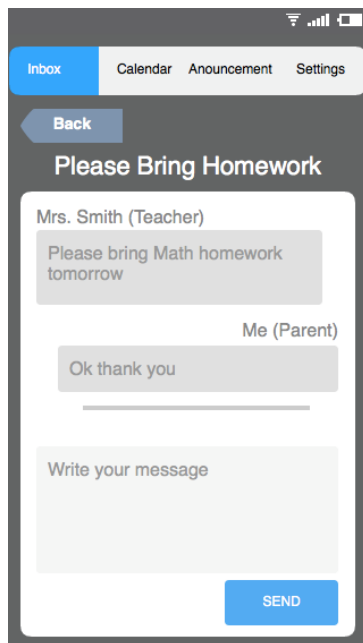 Inbox Calendar Anouncement Settings
Back
Please Bring Homework
Mrs. Smith (Teacher)
Please bring Math homework
tomorrow
Me (Parent)
Ok thank you
Write your message
SEND